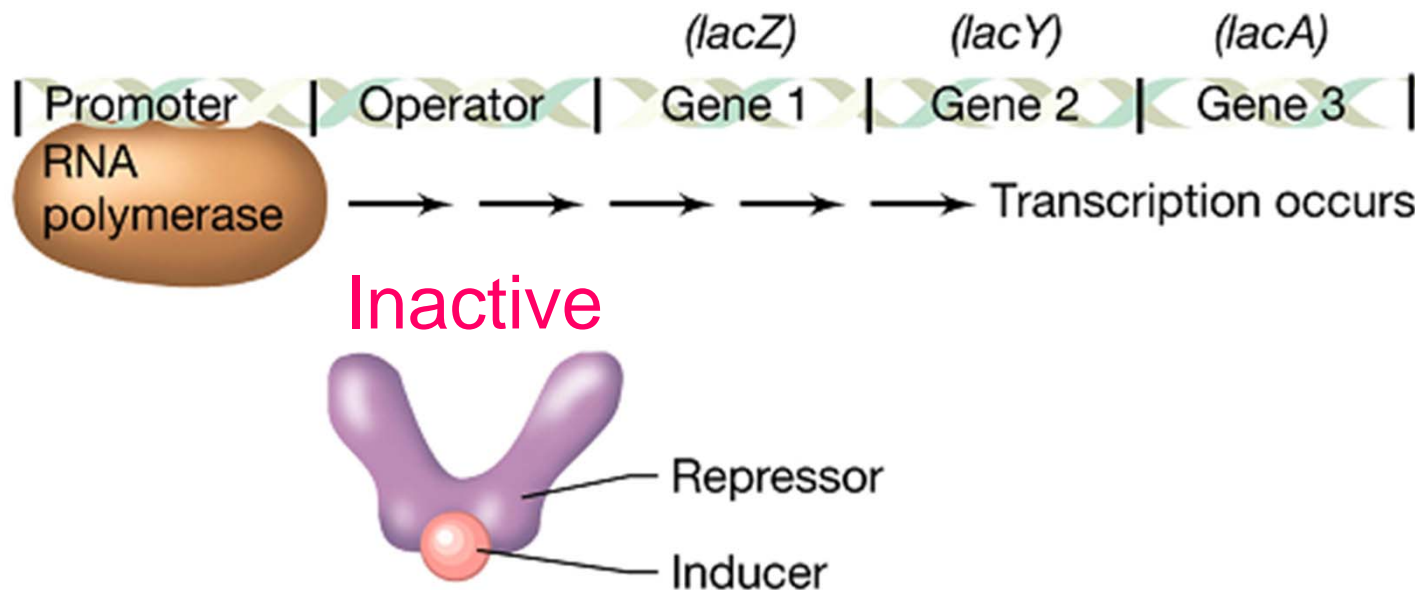 (lacZ) (lacY) (lacA)
Promoter Operator Gene 1 Gene 2 Gene 3
RNA
polymerase
Transcription occurs
Inactive
Repressor
Inducer